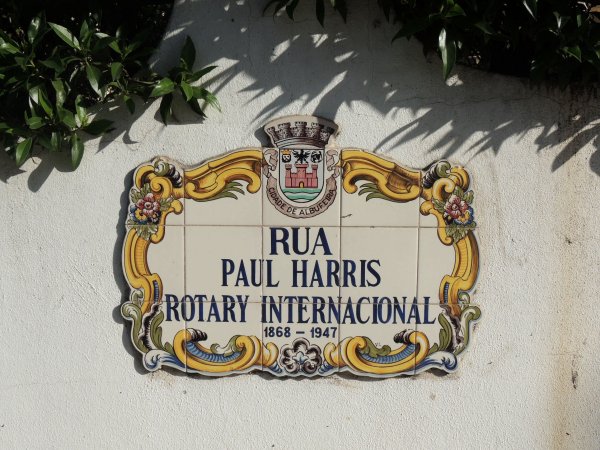 CIDADE DE ALBUFEIRA
RUA
PAUL HARRIS
ROTARY INTERNACIONAL
1868 - 1947